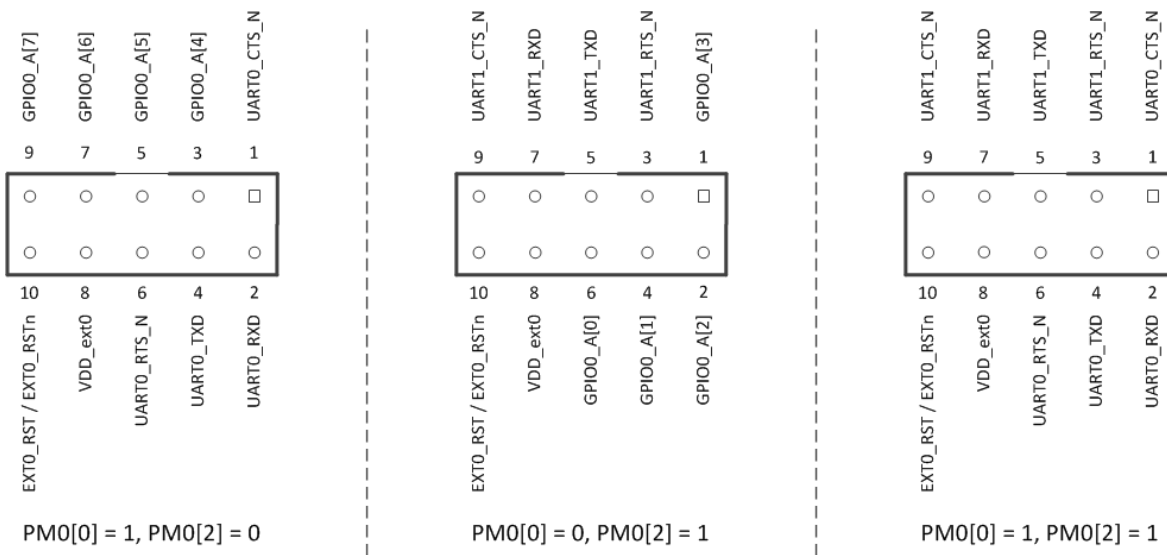 GPIO0_A[7]
GPIO0_A[6]
GPIO0_A[5]
GPIO0_A[4]
UART0_CTS_N
9
7
5
3
1
10
8
6
4
2
EXT0_RST / EXT0_RSTn
VDD_ext0
UART0_RTS_N
UART0_TXD
UART0_RXD
PM0[0] = 1, PM0[2] = 0
UART1_CTS_N
UART1_RXD
UART1_TXD
UART1_RTS_N
GPIO0_A[3]
9
7
5
3
1
10
8
6
4
2
EXT0_RST / EXT0_RSTn
VDD_ext0
GPIO0_A[0]
GPIO0_A[1]
GPIO0_A[2]
PM0[0] = 0, PM0[2] = 1
UART1_CTS_N
UART1_RXD
UART1_TXD
UART1_RTS_N
UART0_CTS_N
9
7
5
3
1
10
8
6
4
2
EXT0_RST / EXT0_RSTn
VDD_ext0
UART0_RTS_N
UART0_TXD
UART0_RXD
PM0[0] = 1, PM0[2] = 1